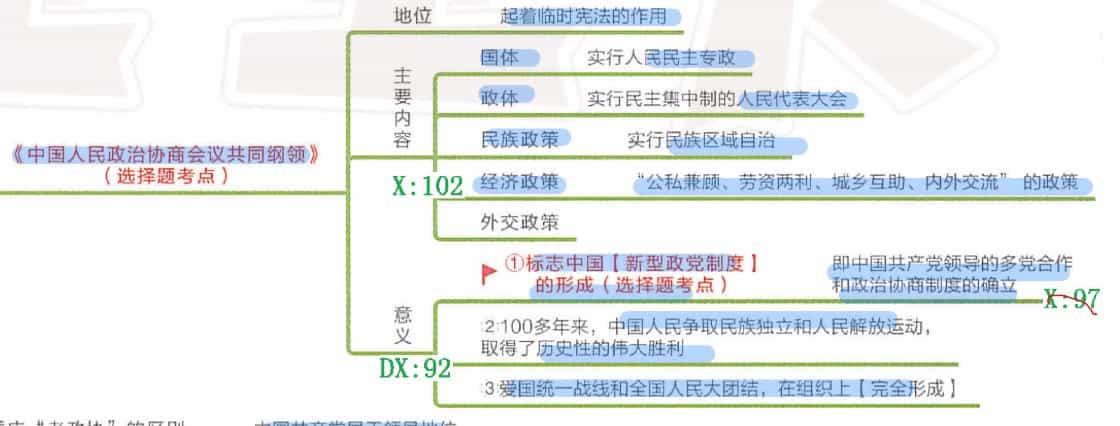 地位 起着临时宪法的作用
国体 实行人民民主专政
主要内容
政体 实行民主集中制的人民代表大会
民族政策 实行民族区域自治
《中国人民政治协商会议共同纲领》
(选择题考点)
X:102 经济政策 “公私兼顾、劳资两利、城乡互助、内外交流”的政策
外交政策
①标志中国【新型政党制度】
的形成(选择题考点)
即中国共产党领导的多党合作
和政治协商制度的确立
X:97
意义
2:100多年来,中国人民争取民族独立和人民解放运动,
取得了历史性的伟大胜利
DX:92
3:爱国统一战线和全国人民大团结,在组织上【完全形成】